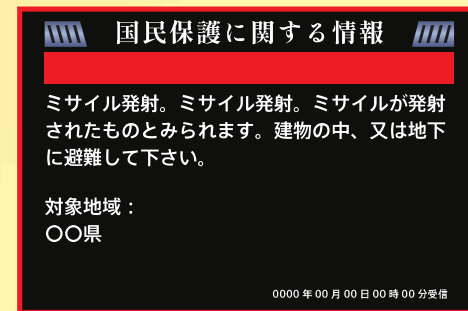 国民保護に関する情報
ミサイル発射。ミサイル発射。ミサイルが発射
されたものとみられます。建物の中、又は地下
に避難して下さい。
対象地域：
〇〇県
0000 年 00 月 00 日 00 時 00 分受信